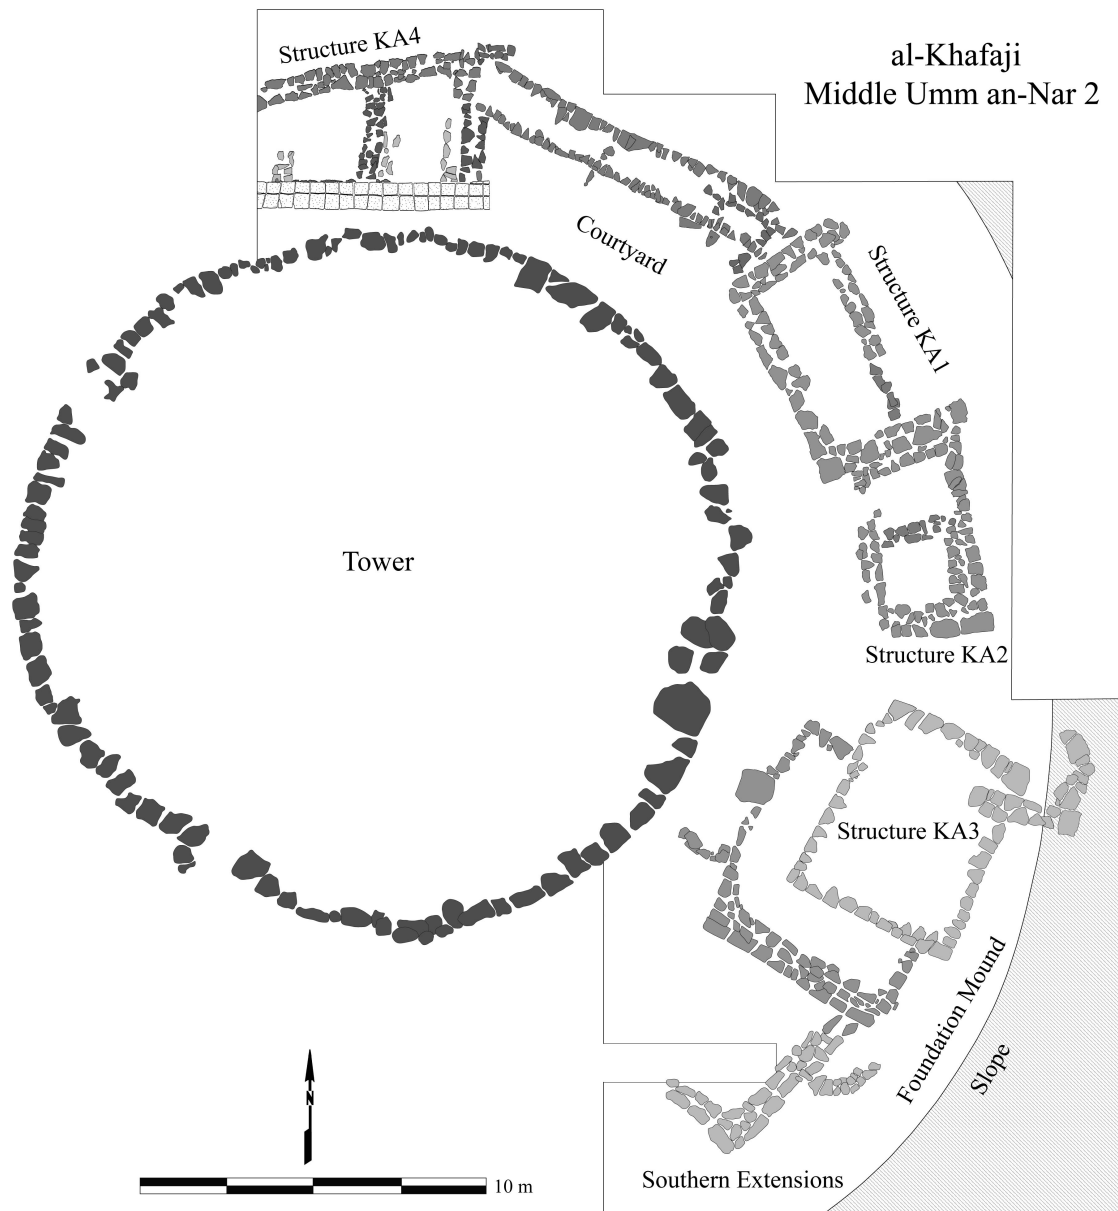 al-Khafaji
Middle Umm an-Nar 2
Structure KA4
Courtyard
Structure KA1
Tower
Structure KA2
Structure KA3
Foundation Mound
Slope
N
Southern Extensions
10 m